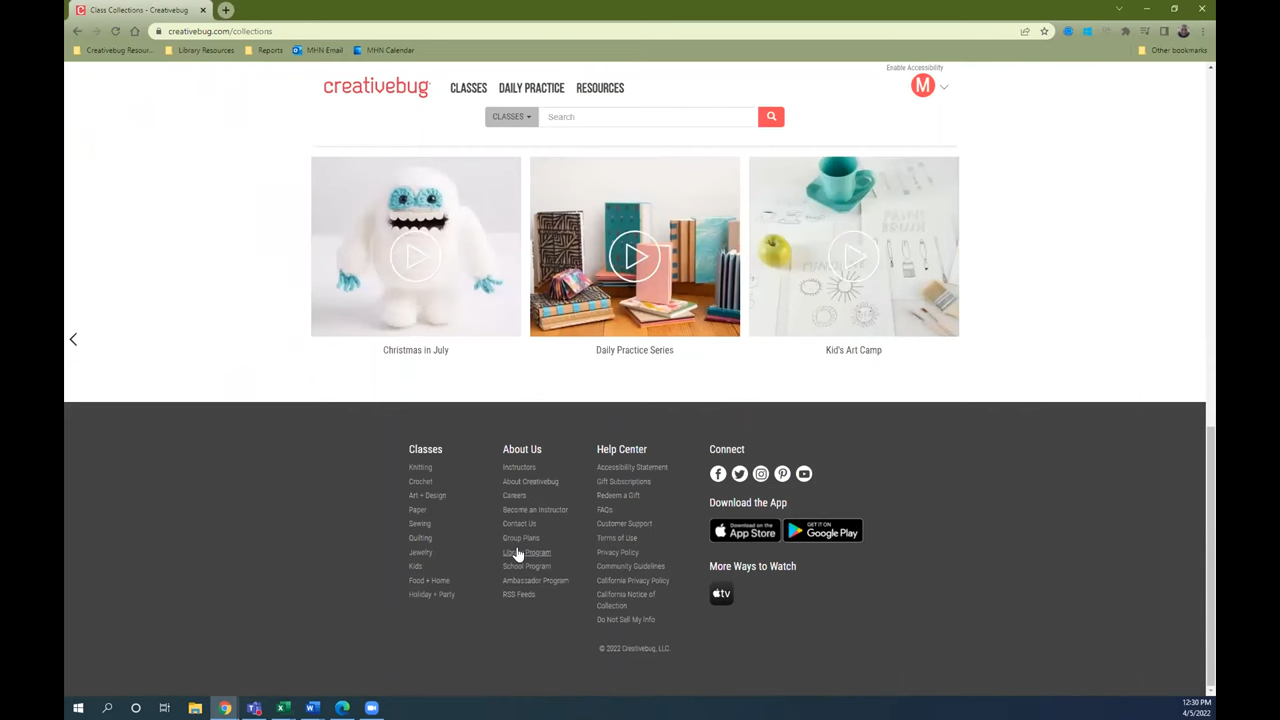 Class Collections - Creativebug
creativebug.com/collections
Creativebug Resour...
Library Resources
Reports
MHN Email
MHN Calendar
Other bookmarks
Enable Accessibility
creativebug
CLASSES
DAILY PRACTICE
RESOURCES
M
CLASSES
Search
Christmas in July
Daily Practice Series
Kid's Art Camp
Classes
Knitting
Crochet
Art + Design
Paper
Sewing
Quilting
Jewelry
Kids
Food + Home
Holiday + Party
About Us
Instructors
About Creativebug
Careers
Become an Instructor
Contact Us
Group Plans
Library Program
School Program
Ambassador Program
RSS Feeds
Help Center
Accessibility Statement
Gift Subscriptions
Redeem a Gift
FAQs
Customer Support
Terms of Use
Privacy Policy
Community Guidelines
California Privacy Policy
California Notice of
Collection
Do Not Sell My Info
Connect
Download the App
Download on the
App Store
GET IT ON
Google Play
More Ways to Watch
tv
© 2022 Creativebug, LLC.
12:30 PM
4/5/2022